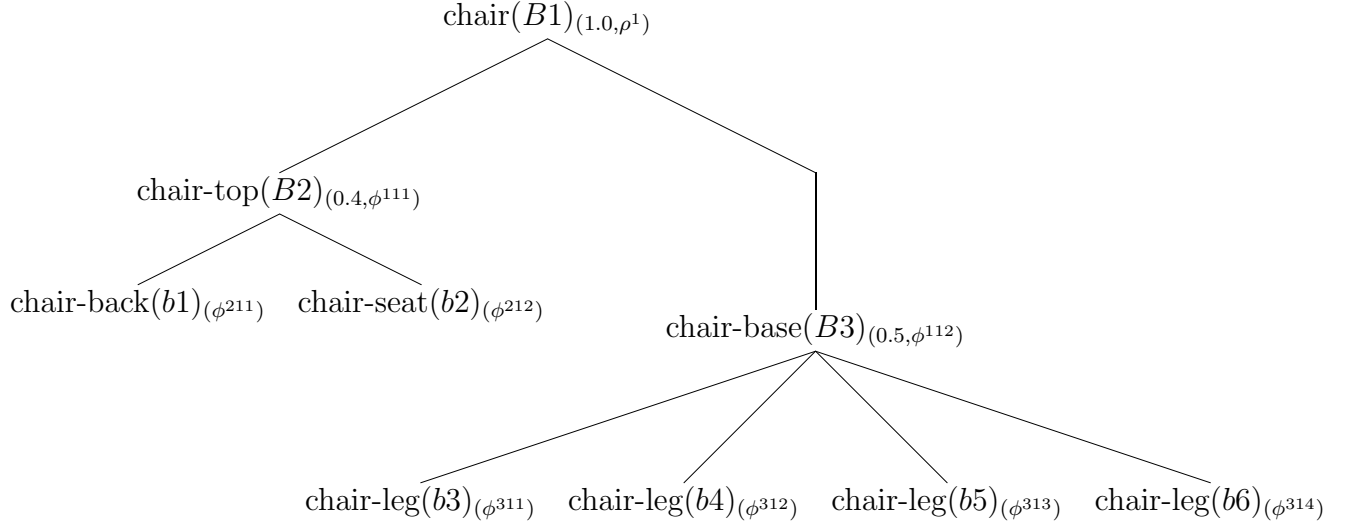 chair(B1)(1.0,ρ¹)
chair-top(B2)(0.4,ϕ¹¹¹)
chair-back(b1)(ϕ²¹¹) chair-seat(b2)(ϕ²¹²)
chair-base(B3)(0.5,ϕ¹¹²)
chair-leg(b3)(ϕ³¹¹) chair-leg(b4)(ϕ³¹²) chair-leg(b5)(ϕ³¹³) chair-leg(b6)(ϕ³¹⁴)